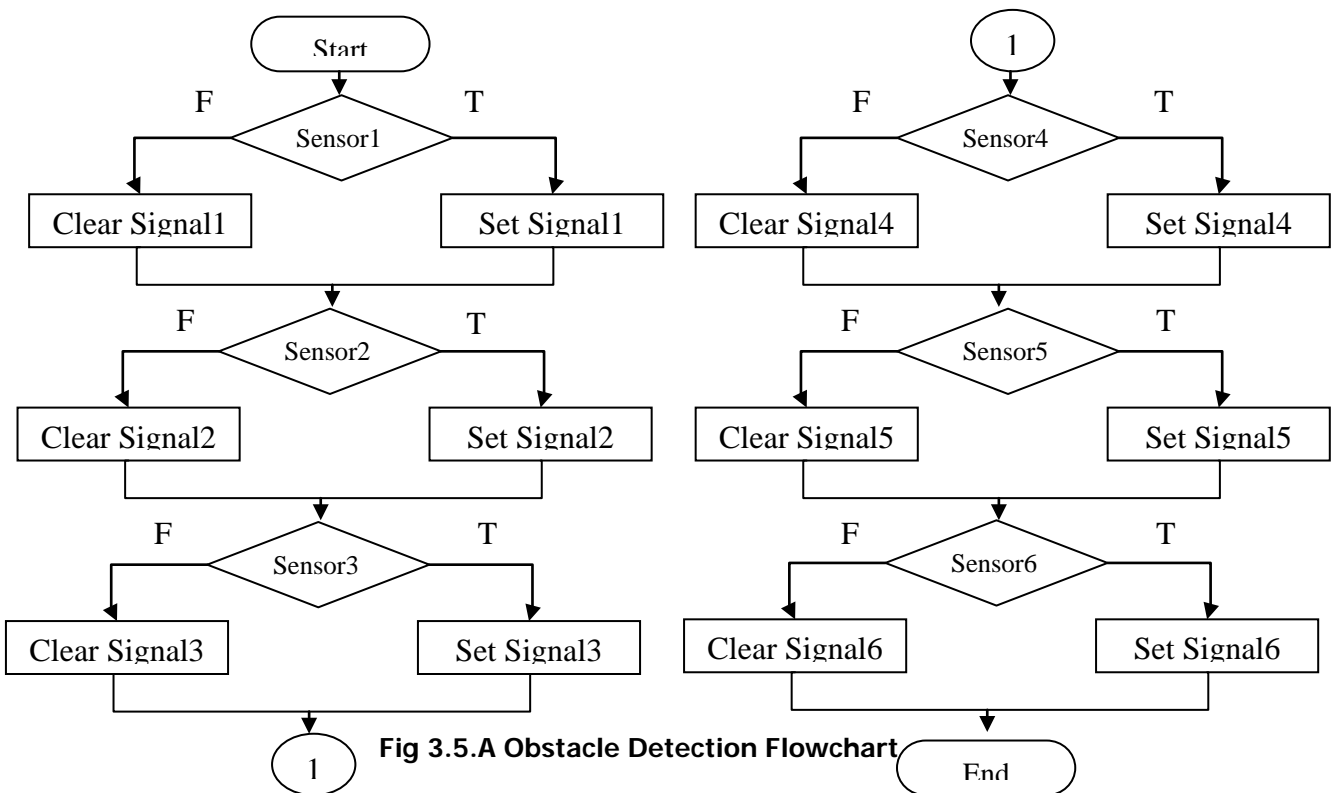 Start
F T
Sensor1
Clear Signal1 Set Signal1
F T
Sensor2
Clear Signal2 Set Signal2
F T
Sensor3
Clear Signal3 Set Signal3
1
1
F T
Sensor4
Clear Signal4 Set Signal4
F T
Sensor5
Clear Signal5 Set Signal5
F T
Sensor6
Clear Signal6 Set Signal6
End
Fig 3.5.A Obstacle Detection Flowchart